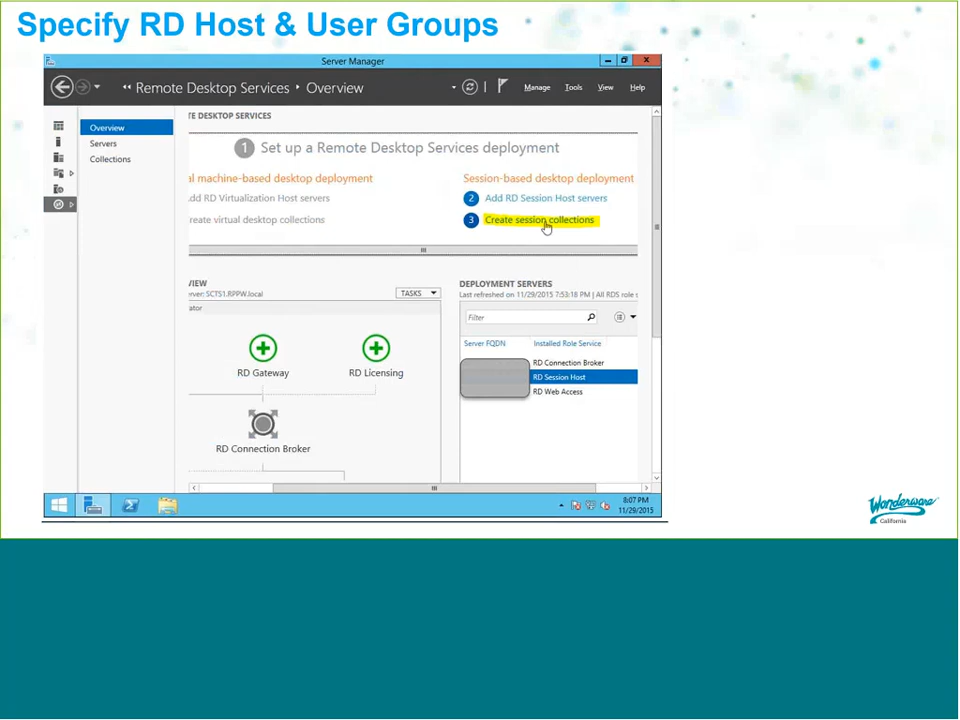 Specify RD Host & User Groups
Server Manager
Remote Desktop Services
Overview
Manage
Tools
View
Help
Overview
Servers
Collections
TE DESKTOP SERVICES
1 Set up a Remote Desktop Services deployment
al machine-based desktop deployment
Session-based desktop deployment
dd RD Virtualization Host servers
2 Add RD Session Host servers
reate virtual desktop collections
3 Create session collections
VIEW
erver: SCTS1.RPPW.local
TASKS
ator
DEPLOYMENT SERVERS
Last refreshed on 11/29/2015 7:53:18 PM | All RDS role s
Filter
Server FQDN
Installed Role Service
RD Connection Broker
RD Session Host
RD Web Access
RD Gateway
RD Licensing
RD Connection Broker
8:07 PM
11/29/2015
Wonderware
California